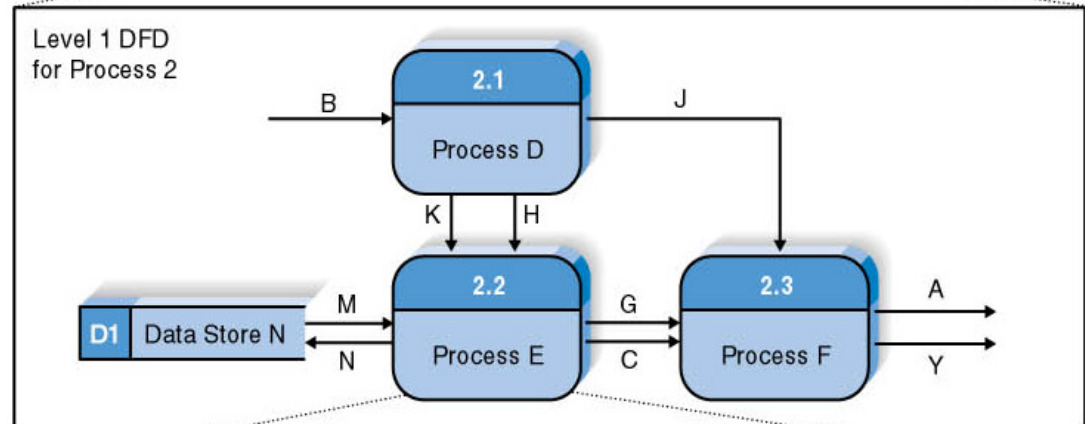 Level 1 DFD
for Process 2
2.1
B
J
Process D
K
H
2.2
2.3
M
G
A
D1
Data Store N
Process E
Process F
N
C
Y